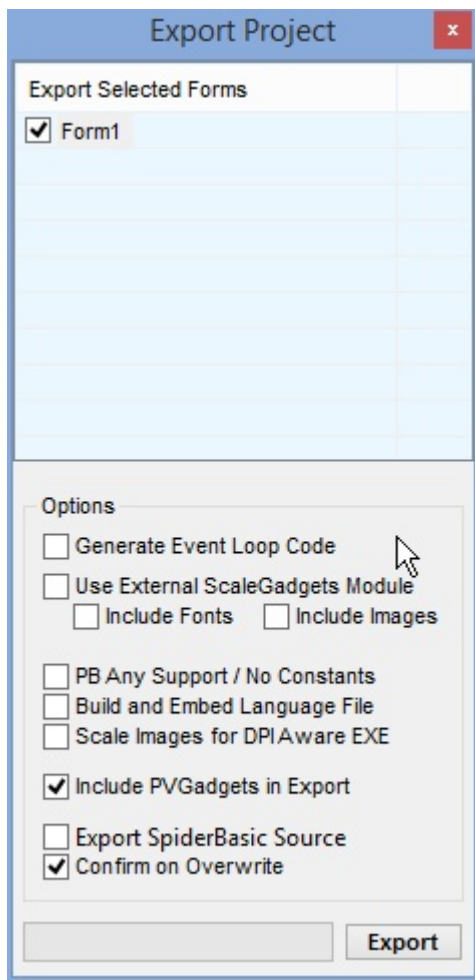 Export Project
x
Export Selected Forms
Form1
Options
Generate Event Loop Code
Use External ScaleGadgets Module
Include Fonts Include Images
PB Any Support / No Constants
Build and Embed Language File
Scale Images for DPI Aware EXE
Include PVGadgets in Export
Export SpiderBasic Source
Confirm on Overwrite
Export